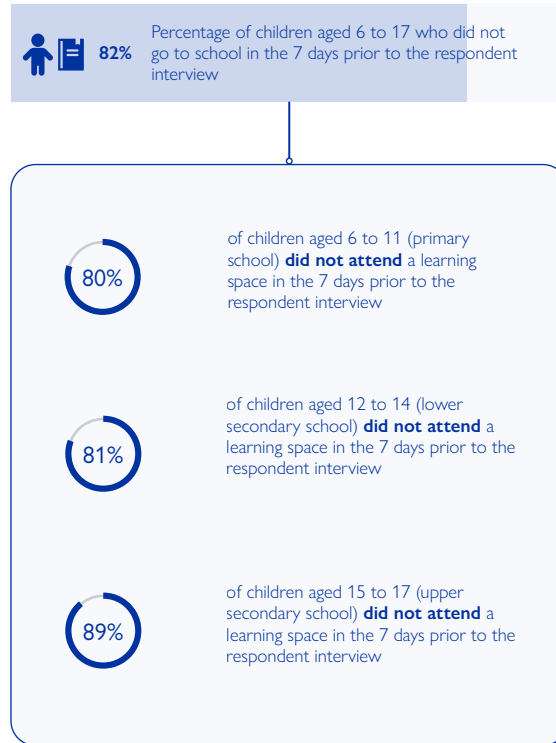 82%
Percentage of children aged 6 to 17 who did not
go to school in the 7 days prior to the respondent
interview
80%
of children aged 6 to 11 (primary
school) did not attend a learning
space in the 7 days prior to the
respondent interview
81%
of children aged 12 to 14 (lower
secondary school) did not attend a
learning space in the 7 days prior to the
respondent interview
89%
of children aged 15 to 17 (upper
secondary school) did not attend a
learning space in the 7 days prior to the
respondent interview